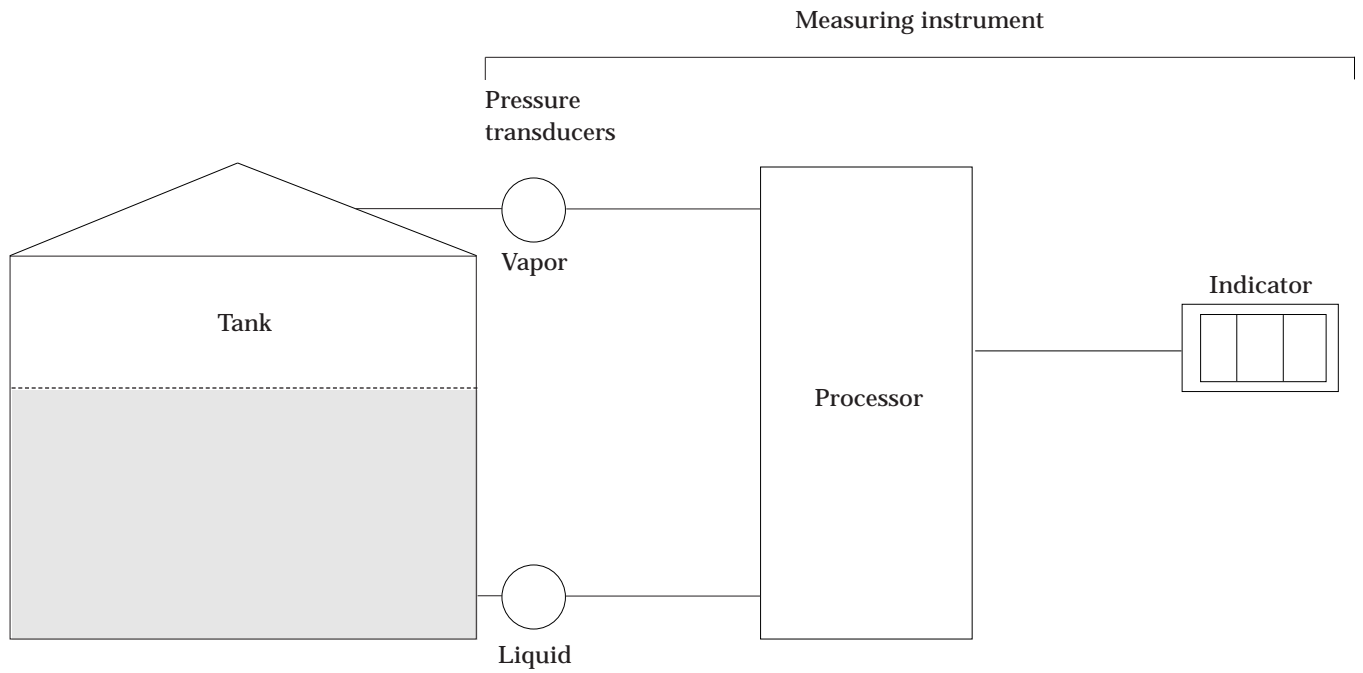 Measuring instrument
Pressure
transducers
Vapor
Indicator
Tank
Processor
Liquid